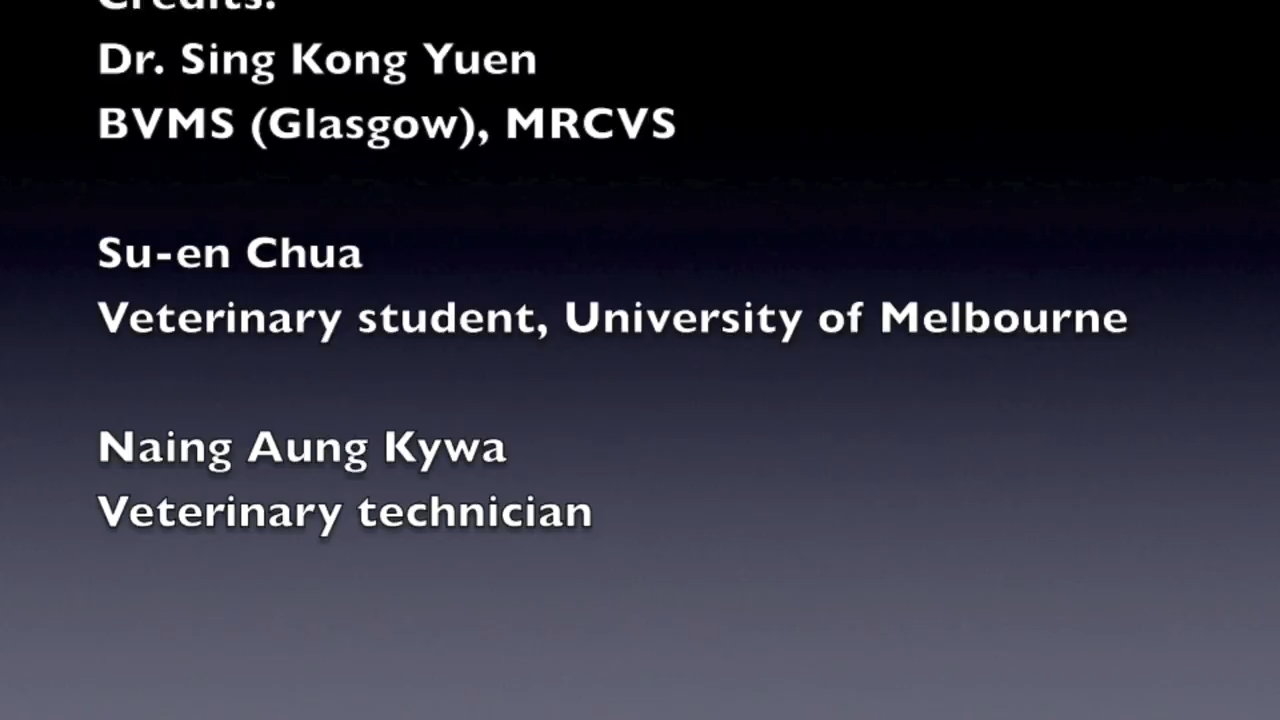 Credits:
Dr. Sing Kong Yuen
BVMS (Glasgow), MRCVS
Su-en Chua
Veterinary student, University of Melbourne
Naing Aung Kywa
Veterinary technician